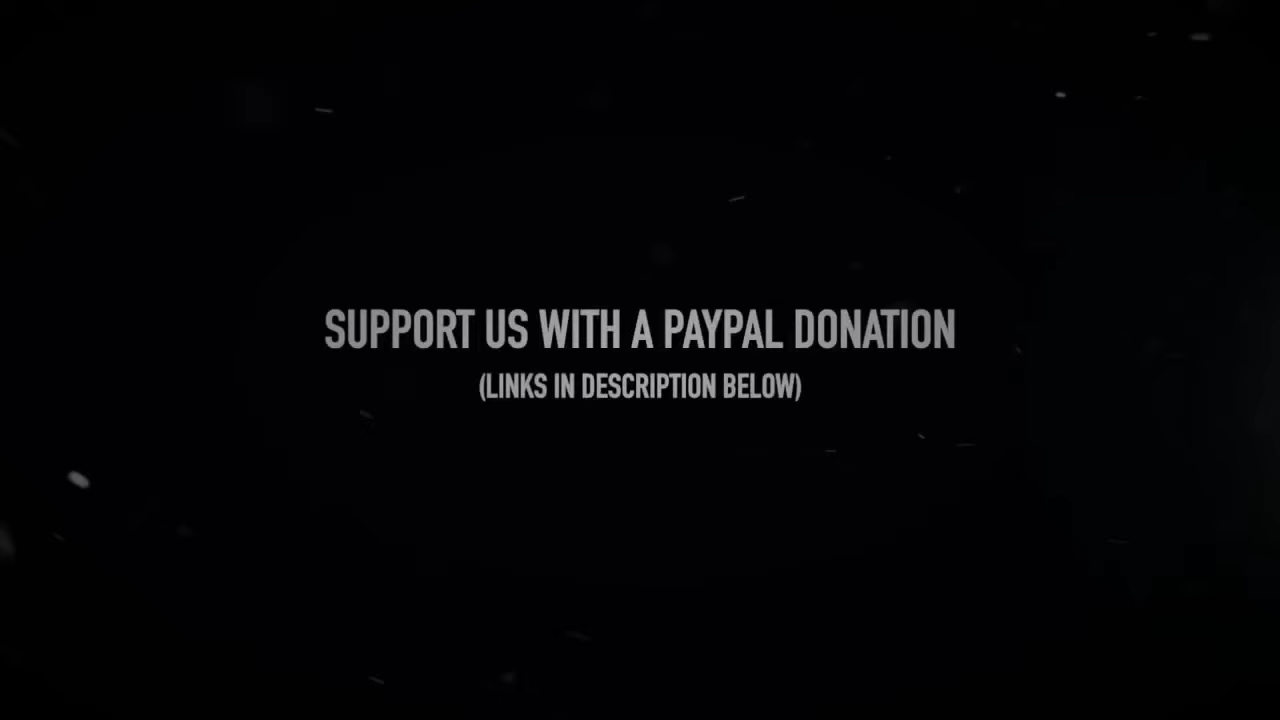 SUPPORT US WITH A PAYPAL DONATION
(LINKS IN DESCRIPTION BELOW)